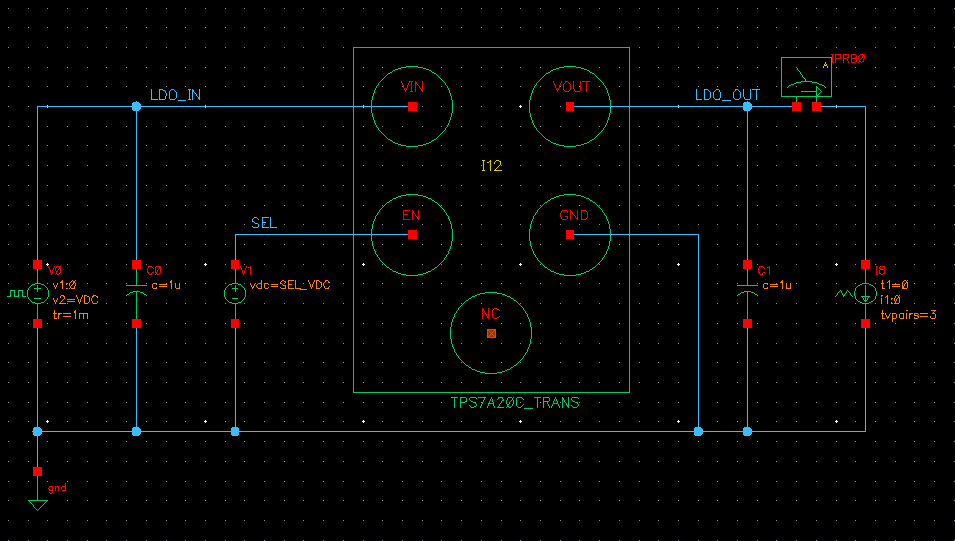 A
IPRB0
VIN
VOUT
LDO_IN
LDO_OUT
I12
EN
GND
SEL
V0
v1:0
v2=VDC
tr=1m
C0
c=1u
V1
vdc=SEL_VDC
C1
c=1u
t1=0
i1:0
tvpairs=3
NC
TPS7A20C_TRANS
gnd